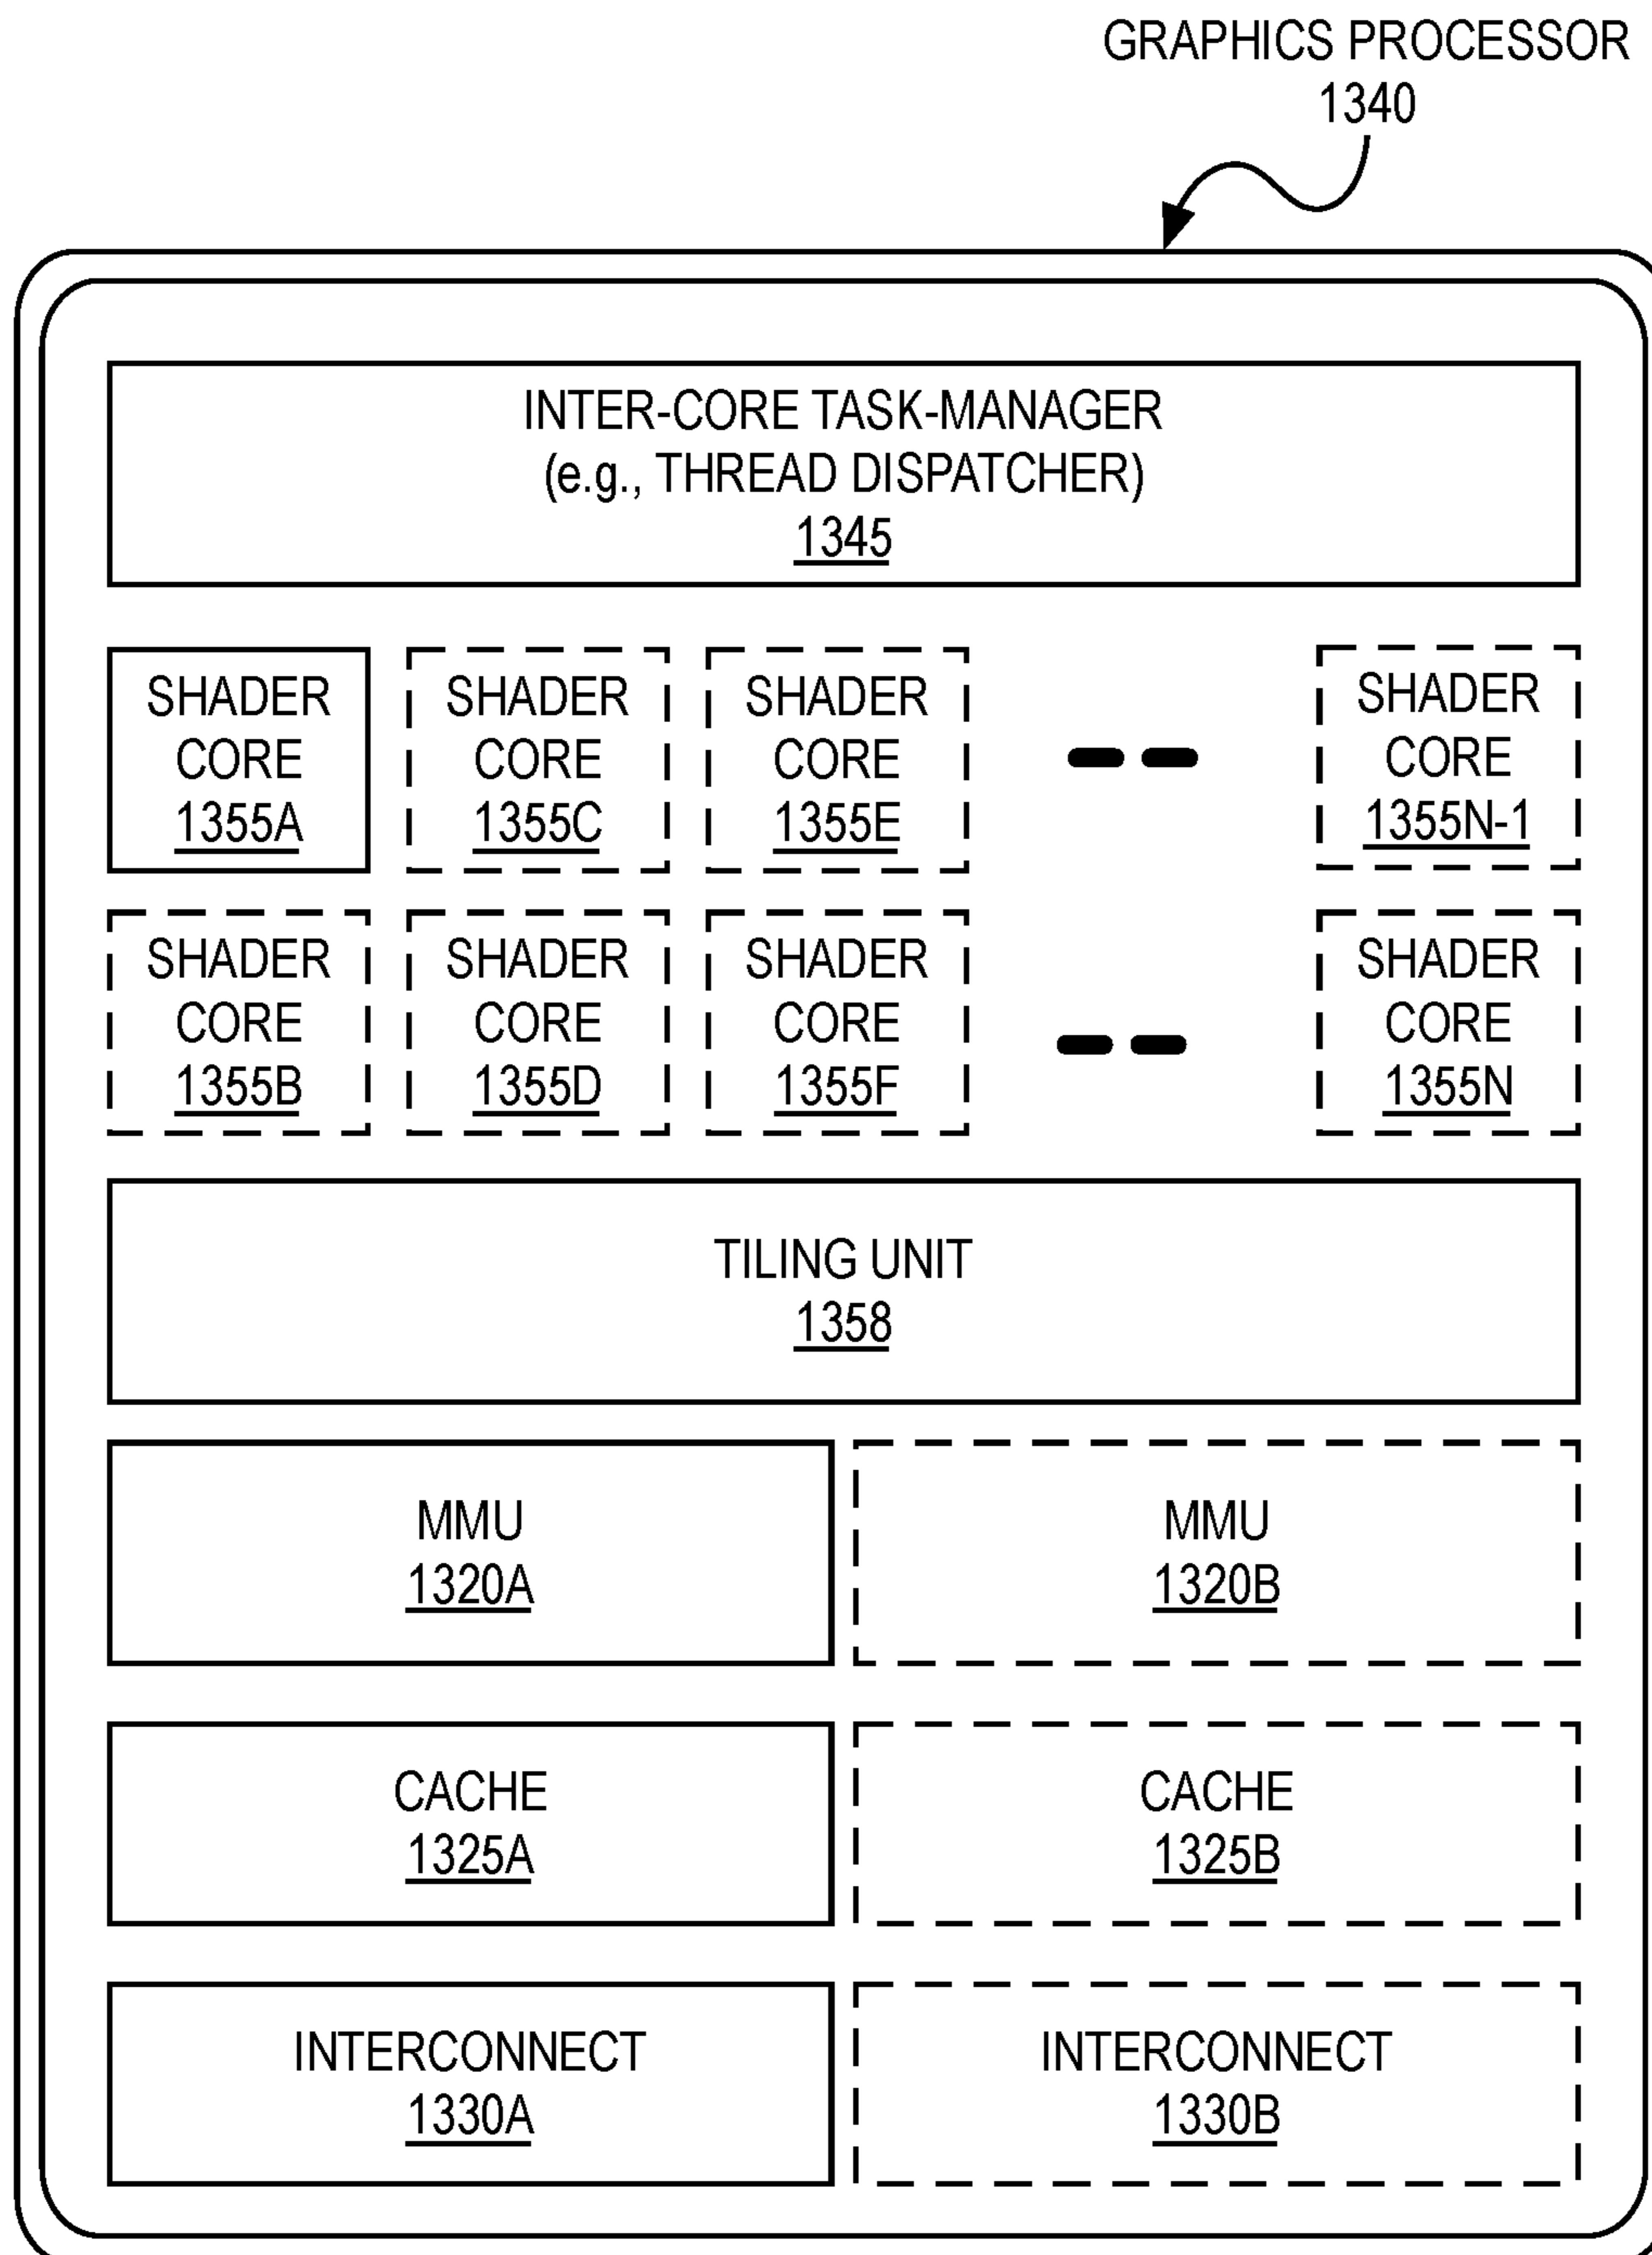 GRAPHICS PROCESSOR
1340
INTER-CORE TASK-MANAGER
(e.g., THREAD DISPATCHER)
1345
SHADER
CORE
1355A
SHADER
CORE
1355C
SHADER
CORE
1355E
SHADER
CORE
1355N-1
SHADER
CORE
1355B
SHADER
CORE
1355D
SHADER
CORE
1355F
SHADER
CORE
1355N
TILING UNIT
1358
MMU
1320A
MMU
1320B
CACHE
1325A
CACHE
1325B
INTERCONNECT
1330A
INTERCONNECT
1330B